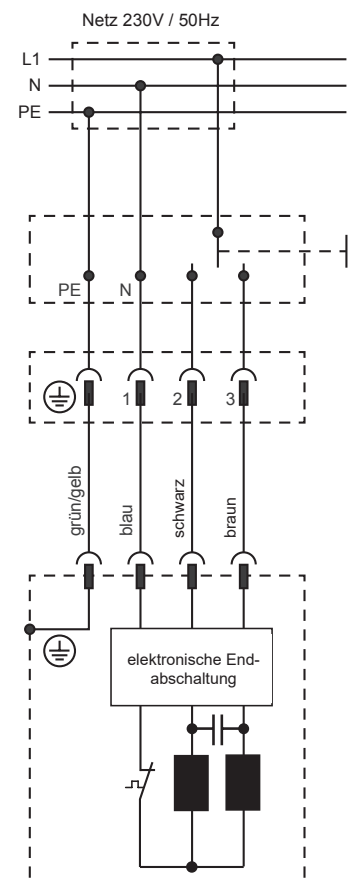 Netz 230V / 50Hz
L1
N
PE
PE N
1 2 3
grün/gelb
blau
schwarz
braun
elektronische End-
abschaltung